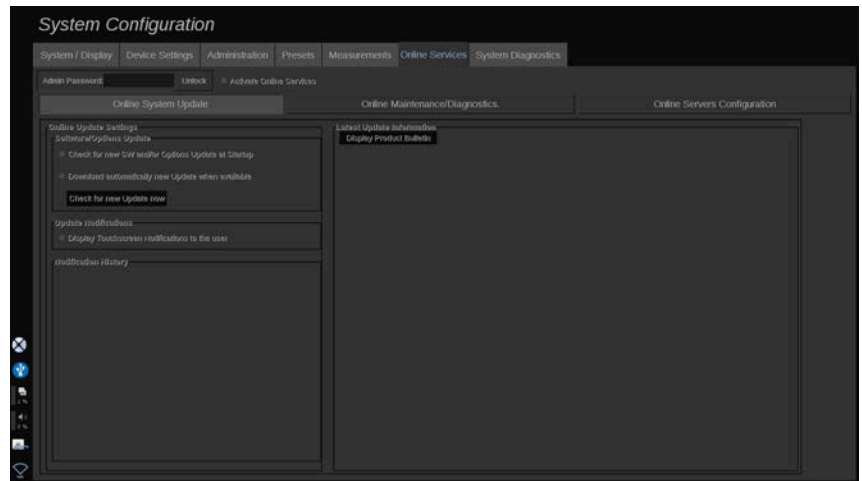 System Configuration
System / Display Device Settings Administration Presets Measurements Online Services System Diagnostics
Admin Password: Unlock Activate Online Services
Online System Update Online Maintenance/Diagnostics. Online Servers Configuration
Online Update Settings
Software/Options Update
Check for new SW and/or Options Update at Startup
Download automatically new Update when available
Check for new Update now
Update Notifications
Display Touchscreen Notifications to the user
Notification History
Latest Update Information
Display Product Bulletin